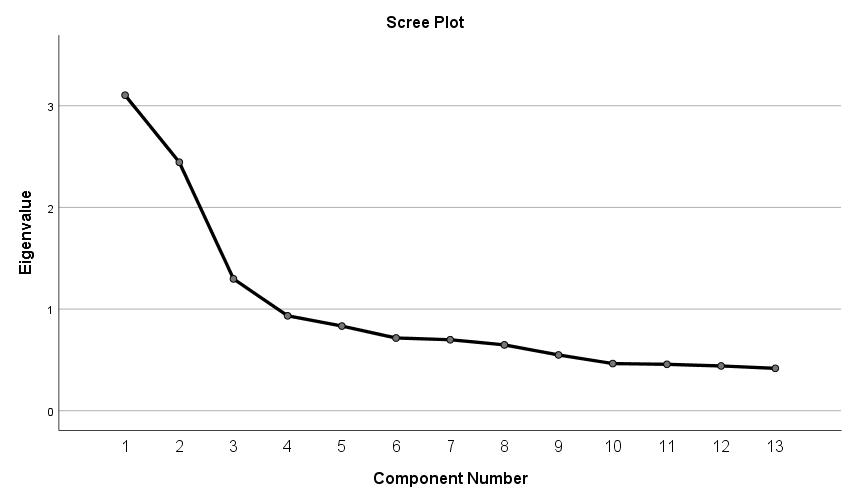 Scree Plot
Eigenvalue
3
2
1
0
1 2 3 4 5 6 7 8 9 10 11 12 13
Component Number